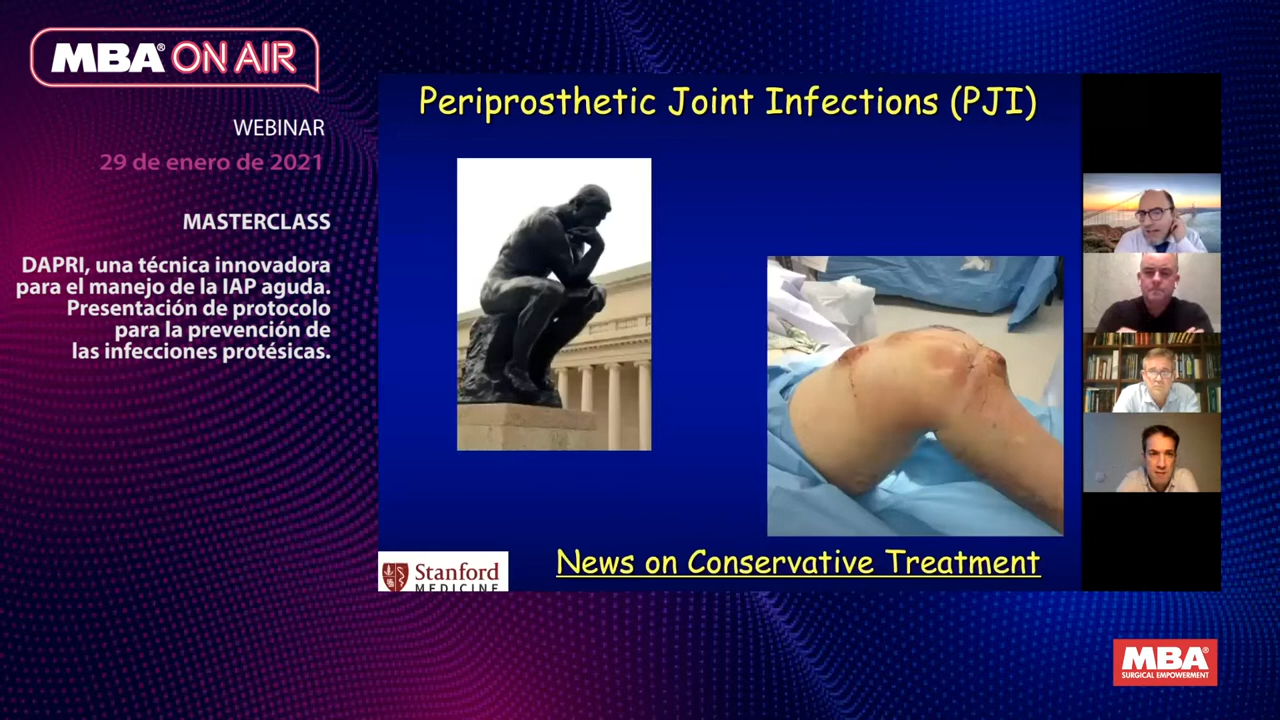 MBA® ON AIR
WEBINAR
29 de enero de 2021
MASTERCLASS
DAPRI, una técnica innovadora
para el manejo de la IAP aguda.
Presentación de protocolo
para la prevención de
las infecciones protésicas.
Periprosthetic Joint Infections (PJI)
News on Conservative Treatment
Stanford
MEDICINE
MBA®
SURGICAL EMPOWERMENT